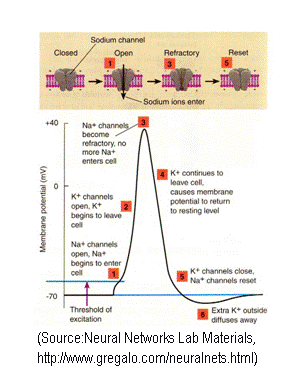 Sodium channel
Closed
Open
Refractory
Reset
1
3
5
Sodium ions enter
+40
0
-70
Membrane potential (mV)
3
Na+ channels
become
refractory, no
more Na+
enters cell
4
K+ continues to
leave cell,
causes membrane
potential to return
to resting level
2
K+ channels
open, K+
begins to leave
cell
Na+ channels
open, Na+
begins to enter
cell
1
5
K+ channels close,
Na+ channels reset
Threshold of
excitation
6
Extra K+ outside
diffuses away
(Source:Neural Networks Lab Materials,
http://www.gregalo.com/neuralnets.html)